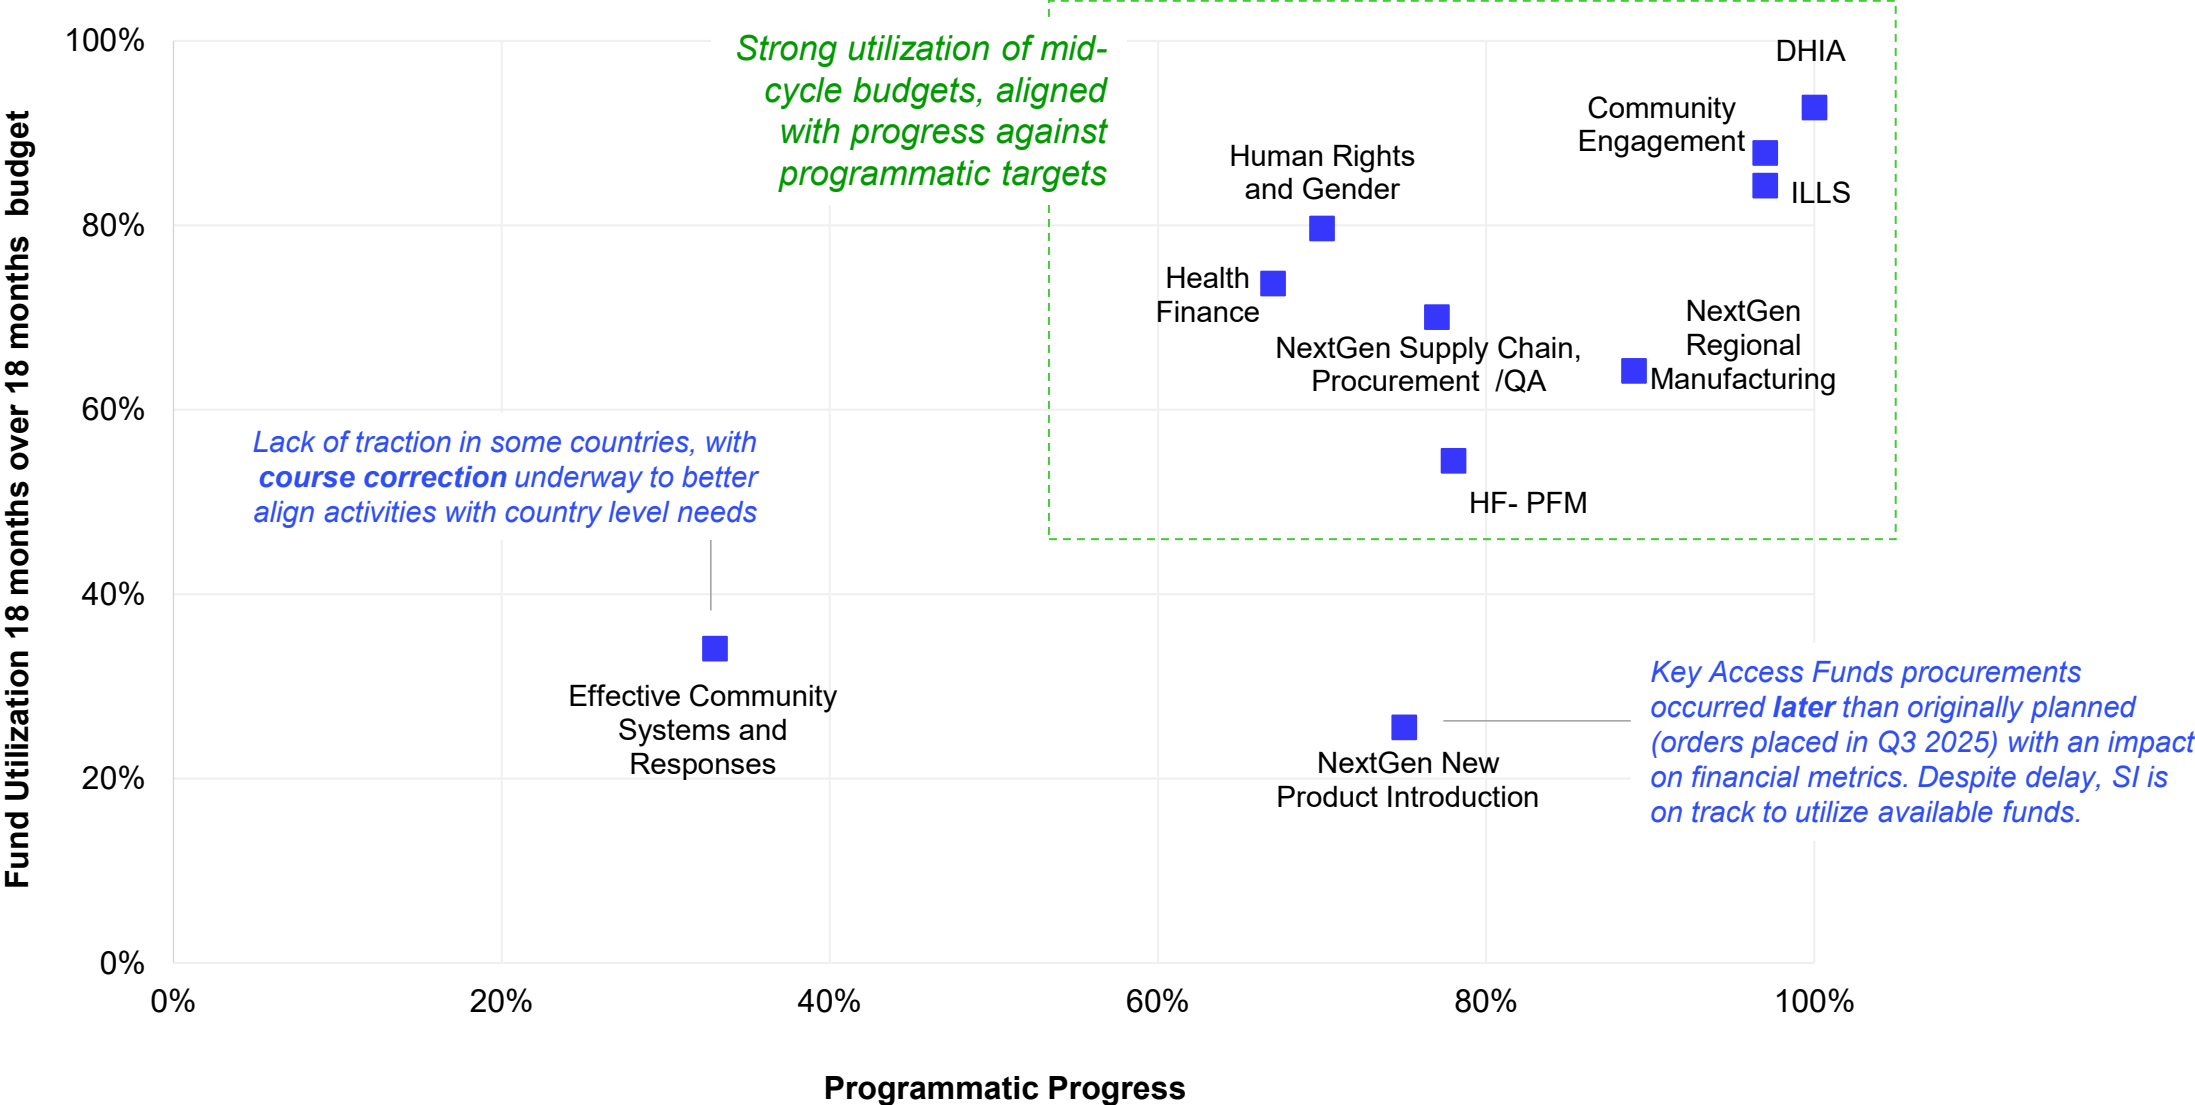 Fund Utilization 18 months over 18 months  budget
100%
80%
60%
40%
20%
0%
Strong utilization of mid-
cycle budgets, aligned
with progress against
programmatic targets
DHIA
Community
Engagement
ILLS
Human Rights
and Gender
Health
Finance
NextGen Supply Chain,
Procurement  /QA
NextGen
Regional
Manufacturing
HF- PFM
Lack of traction in some countries, with
course correction underway to better
align activities with country level needs
Effective Community
Systems and
Responses
NextGen New
Product Introduction
Key Access Funds procurements
occurred later than originally planned
(orders placed in Q3 2025) with an impact
on financial metrics. Despite delay, SI is
on track to utilize available funds.
0%
20%
40%
60%
80%
100%
Programmatic Progress